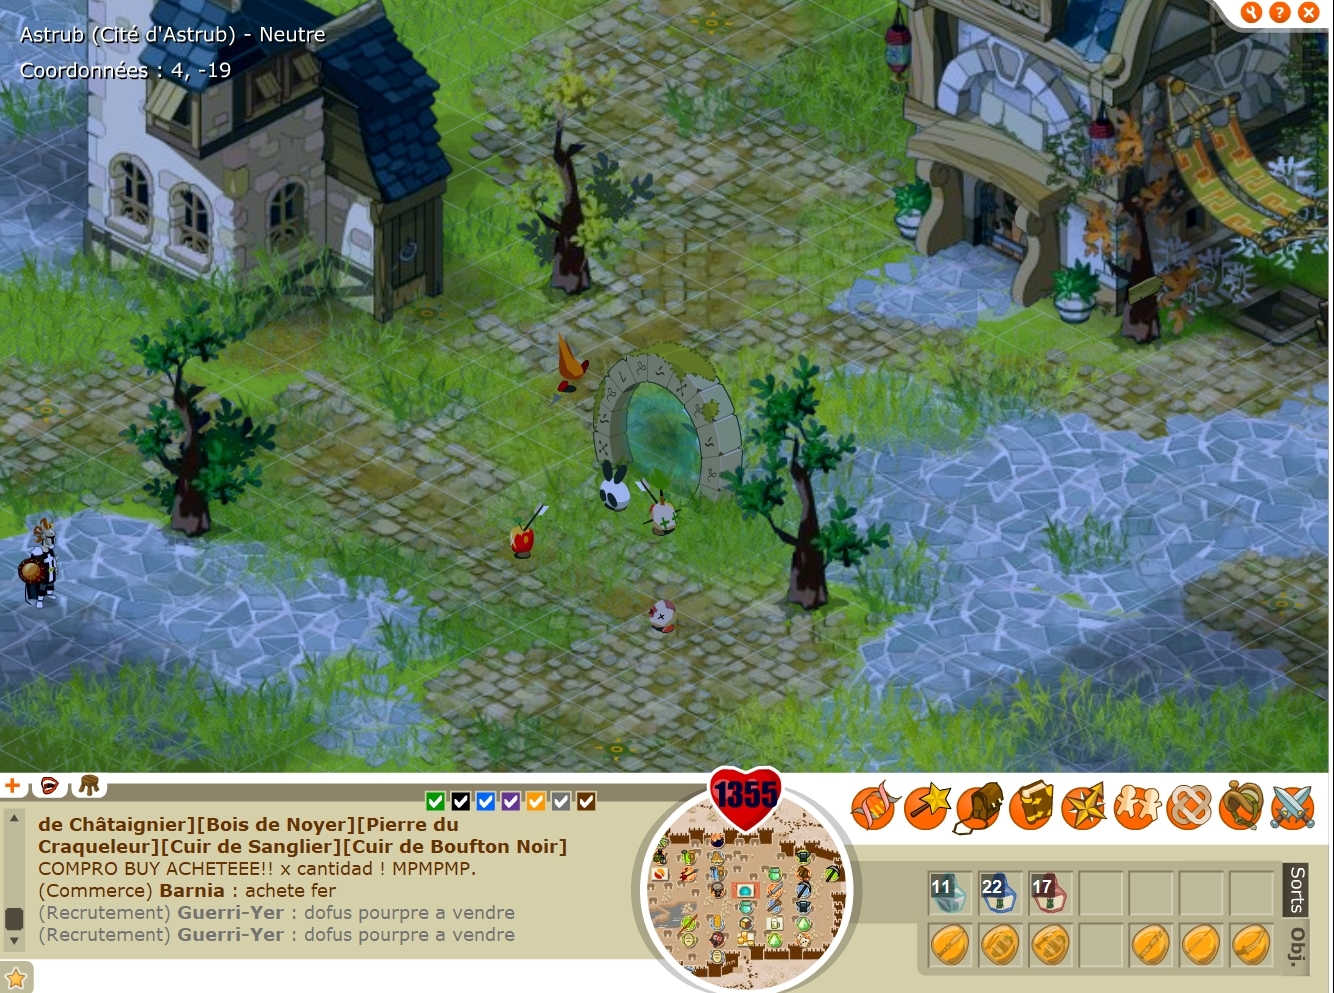 Astrub (Cité d'Astrub) - Neutre
Coordonnées : 4, -19
?
1355
de Châtaignier][Bois de Noyer][Pierre du
Craqueleur][Cuir de Sanglier][Cuir de Boufton Noir]
COMPRO BUY ACHETEEE!! x cantidad ! MPMPMP.
(Commerce) Barnia : achete fer
(Recrutement) Guerri-Yer : dofus pourpre a vendre
(Recrutement) Guerri-Yer : dofus pourpre a vendre
11 22 17
Sorts
Obj.